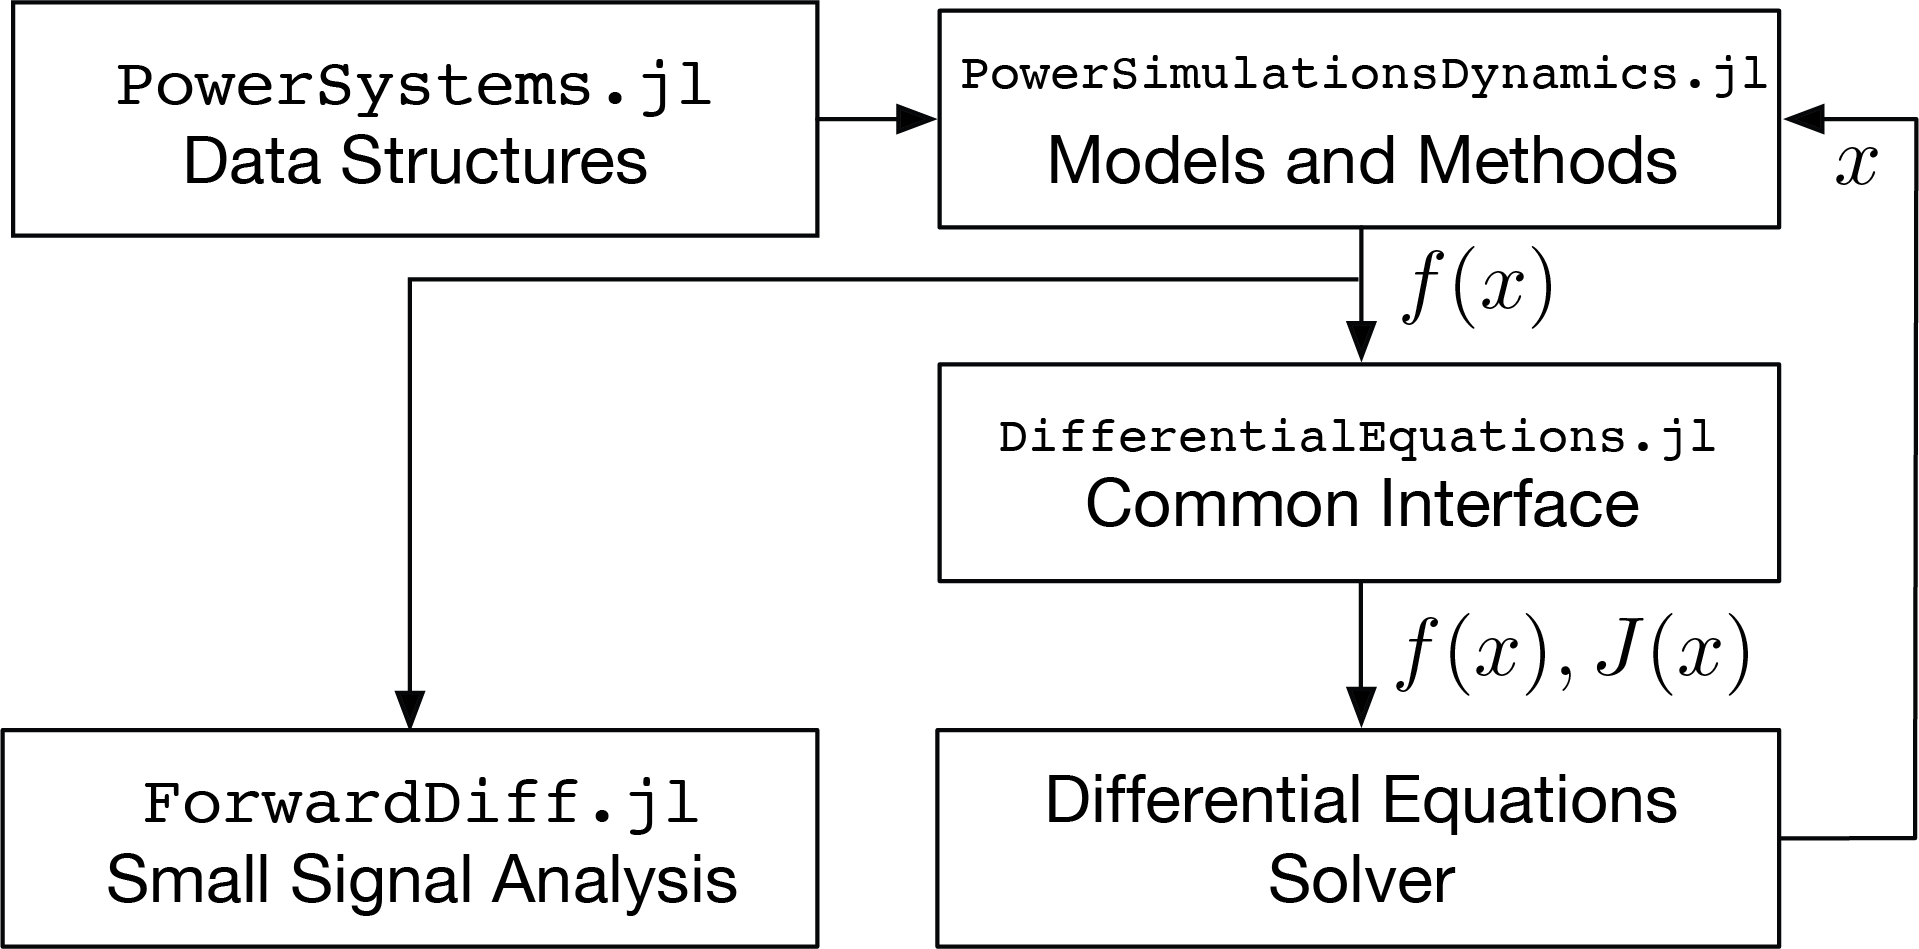 PowerSystems.jl
Data Structures
PowerSimulationsDynamics.jl
Models and Methods
x
f(x)
DifferentialEquations.jl
Common Interface
f(x), J(x)
ForwardDiff.jl
Small Signal Analysis
Differential Equations
Solver